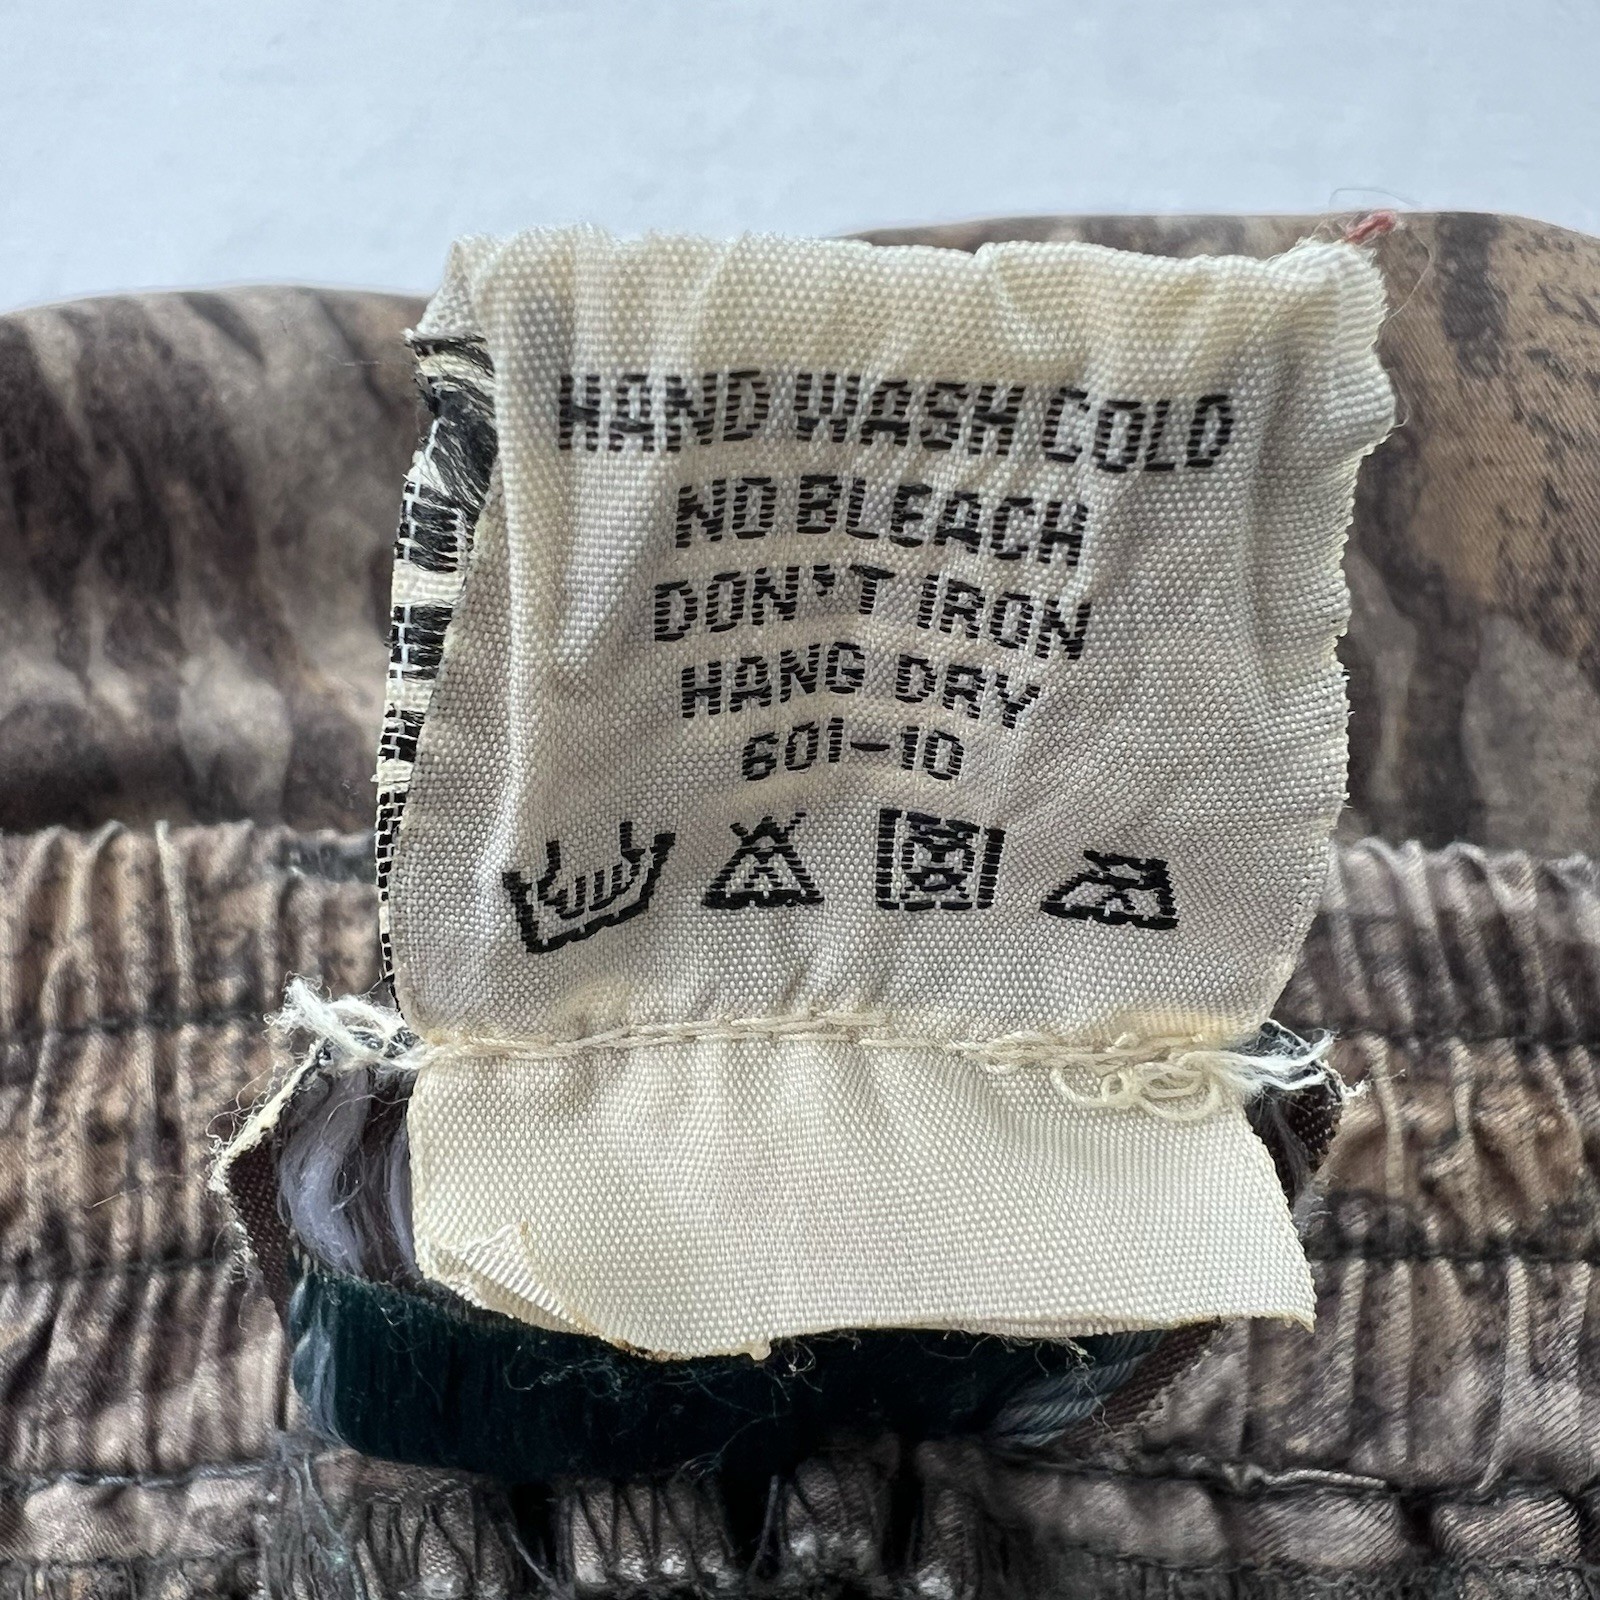 HAND WASH COLD
NO BLEACH
DON'T IRON
HANG DRY
601-10